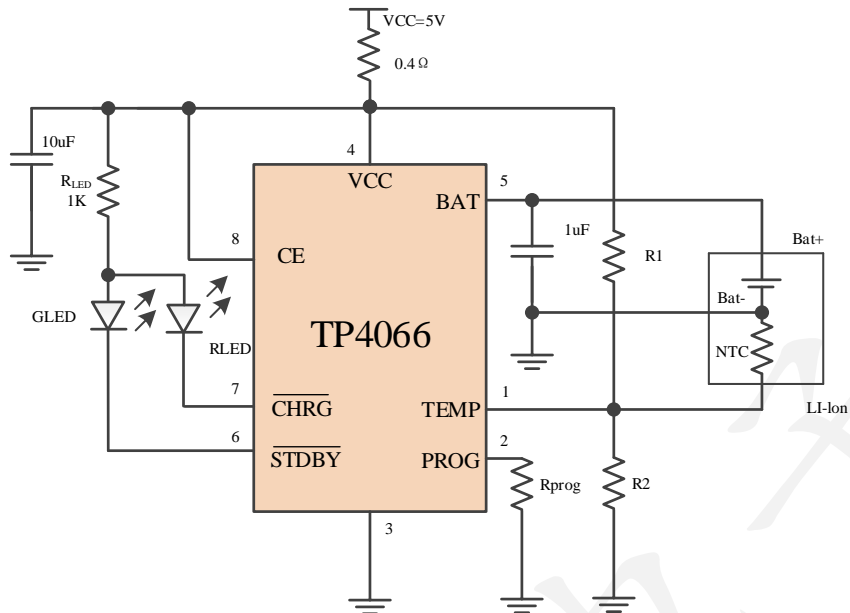 VCC=5V
0.4Ω
10uF
4
VCC
RLED
1K
5
BAT
8
1uF
CE
R1
Bat+
Bat-
GLED
RLED
TP4066
NTC
7
CHRG
TEMP
1
LI-lon
6
STDBY
PROG
2
Rprog
R2
3